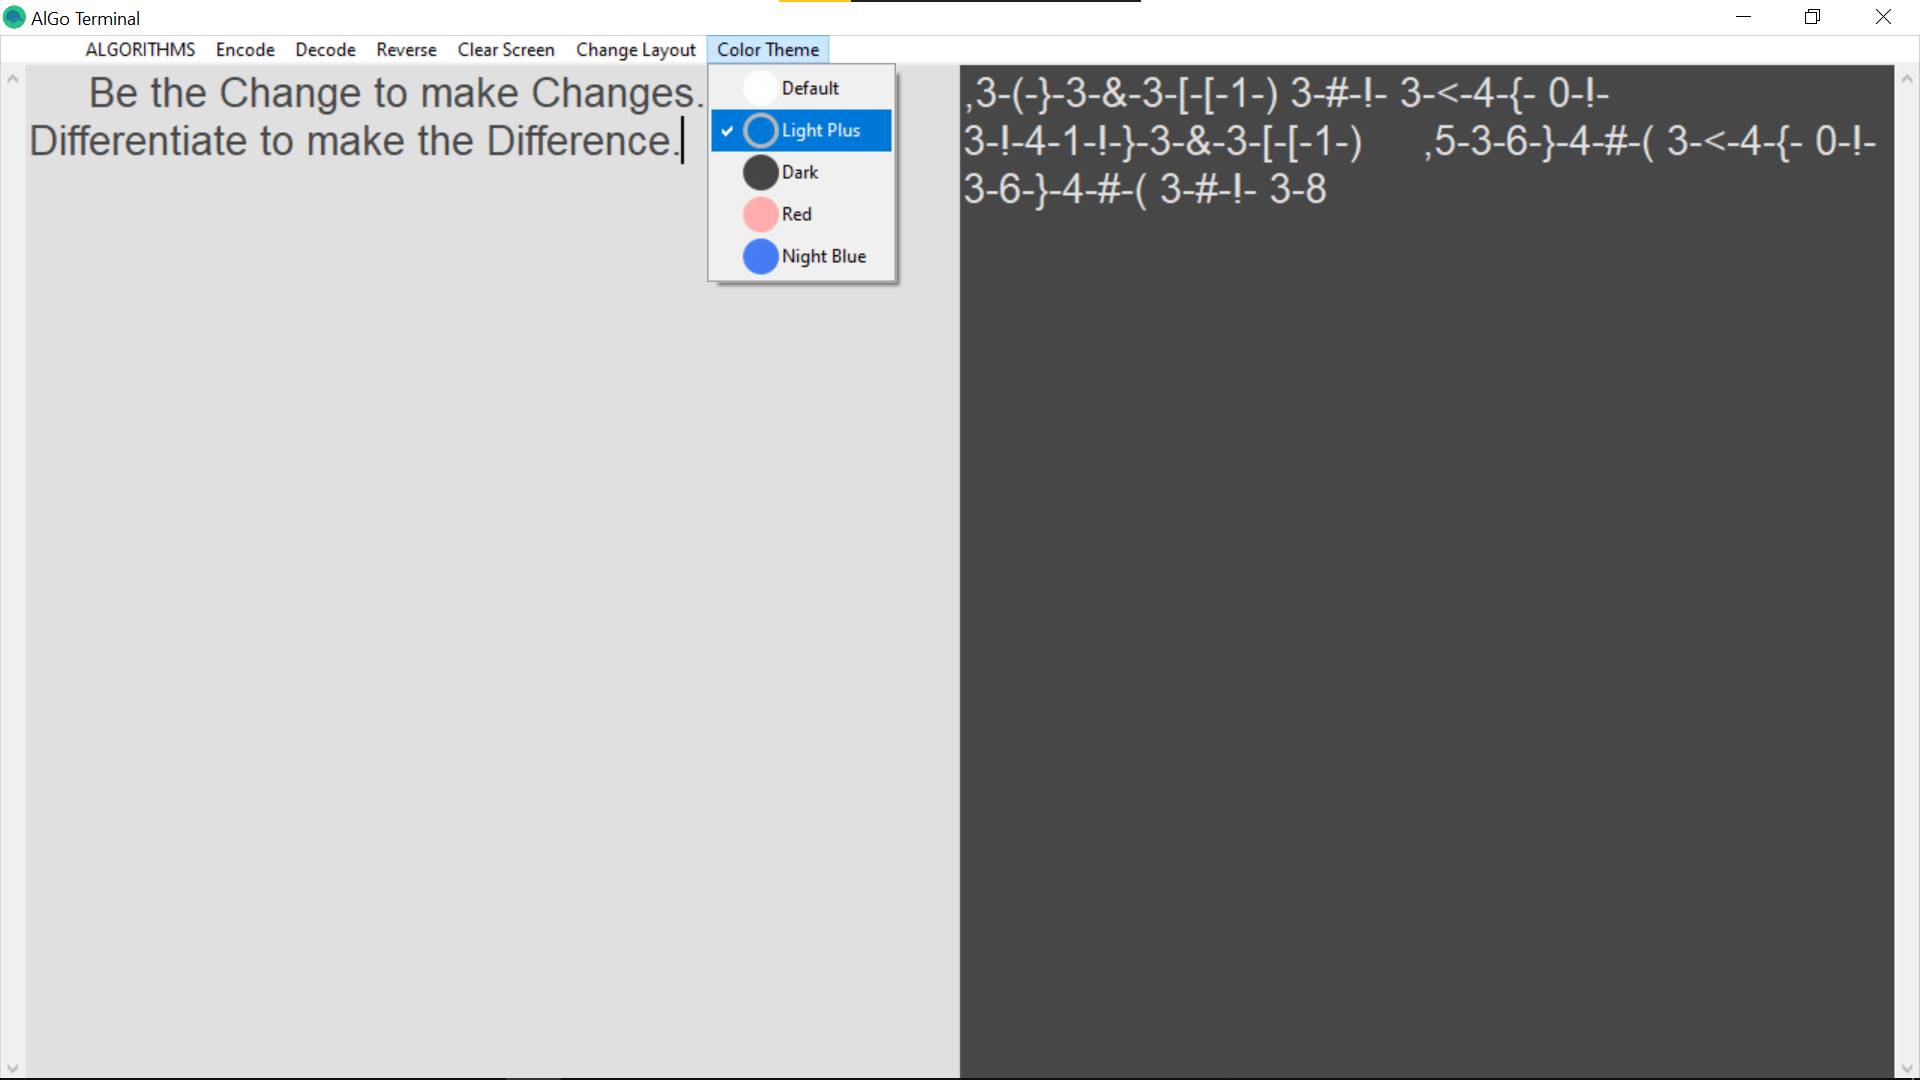 AlGo Terminal
ALGORITHMS Encode Decode Reverse Clear Screen Change Layout Color Theme
Be the Change to make Changes.
Differentiate to make the Difference.
Default
Light Plus
Dark
Red
Night Blue
,3-(-}-3-&-3-[-[-1-) 3-#-!- 3-<-4-{- 0-!-
3-!-4-1-!-}-3-&-3-[-[-1-) ,5-3-6-}-4-#-( 3-<-4-{- 0-!-
3-6-}-4-#-( 3-#-!- 3-8